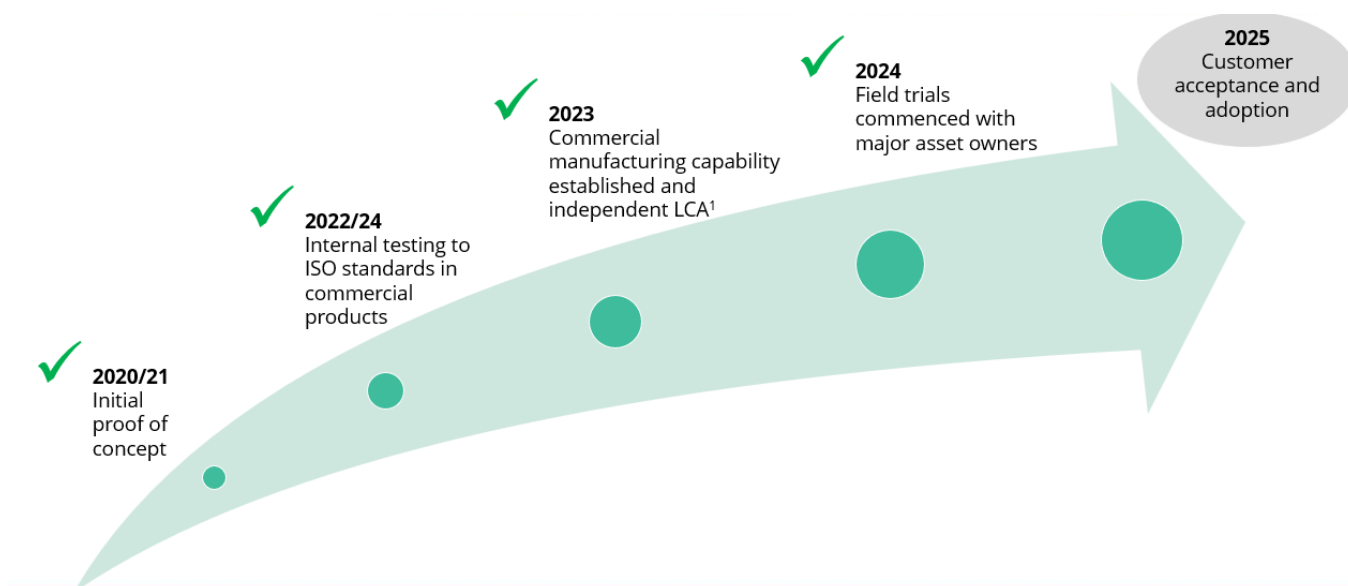 2020/21
Initial
proof of
concept
2022/24
Internal testing to
ISO standards in
commercial
products
2023
Commercial
manufacturing capability
established and
independent LCA¹
2024
Field trials
commenced with
major asset owners
2025
Customer
acceptance and
adoption